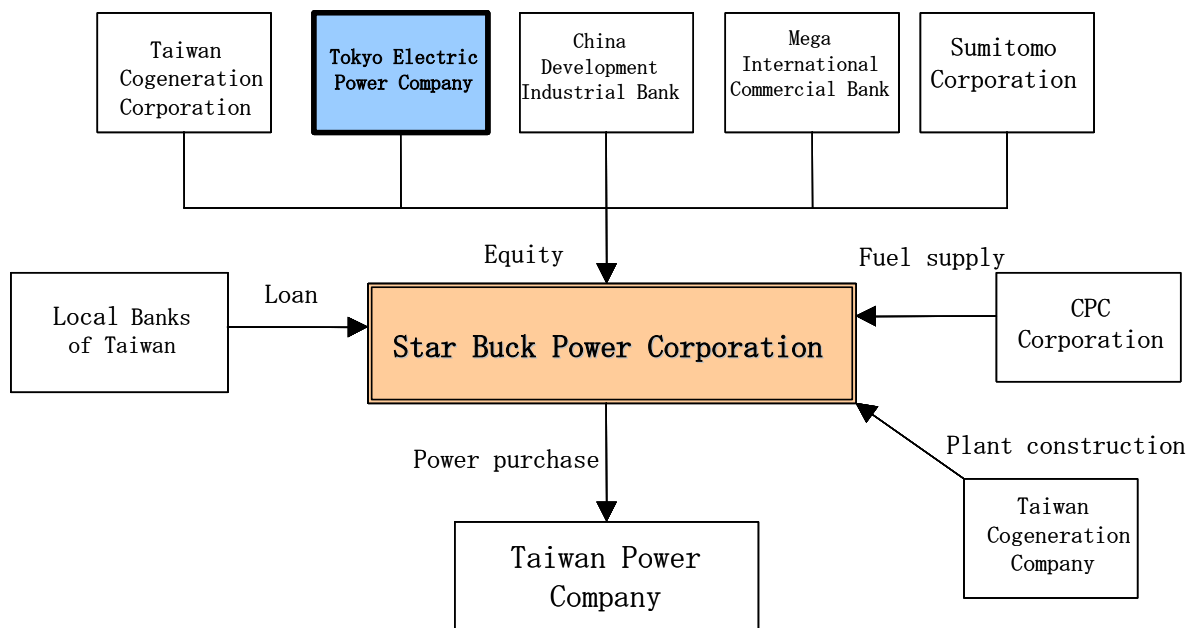 Taiwan
Cogeneration
Corporation
Tokyo Electric
Power Company
China
Development
Industrial Bank
Mega
International
Commercial Bank
Sumitomo
Corporation
Equity
Fuel supply
Local Banks
of Taiwan
Loan
Star Buck Power Corporation
CPC
Corporation
Power purchase
Plant construction
Taiwan
Cogeneration
Company
Taiwan Power
Company